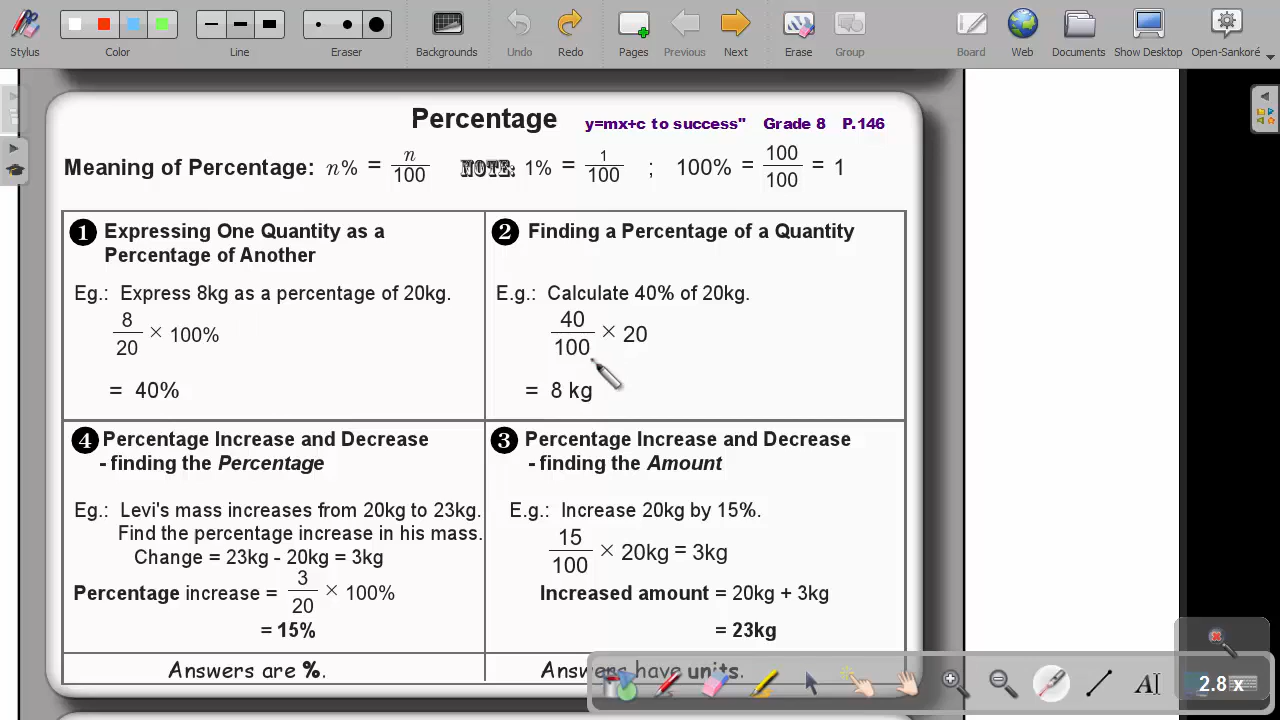 Stylus
Color
Line
Eraser
Backgrounds
Undo
Redo
Pages
Previous
Next
Erase
Group
Board
Web
Documents
Show Desktop
Open-Sankoré
Percentage y=mx+c to success" Grade 8 P.146
Meaning of Percentage: n% = n/100 NOTE: 1% = 1/100 ; 100% = 100/100 = 1
1 Expressing One Quantity as a
Percentage of Another
Eg.: Express 8kg as a percentage of 20kg.
8/20 × 100%
= 40%
2 Finding a Percentage of a Quantity
E.g.: Calculate 40% of 20kg.
40/100 × 20
= 8 kg
4 Percentage Increase and Decrease
- finding the Percentage
Eg.: Levi's mass increases from 20kg to 23kg.
Find the percentage increase in his mass.
Change = 23kg - 20kg = 3kg
Percentage increase = 3/20 × 100%
= 15%
Answers are %.
3 Percentage Increase and Decrease
- finding the Amount
E.g.: Increase 20kg by 15%.
15/100 × 20kg = 3kg
Increased amount = 20kg + 3kg
= 23kg
Answers have units.
2.8 x